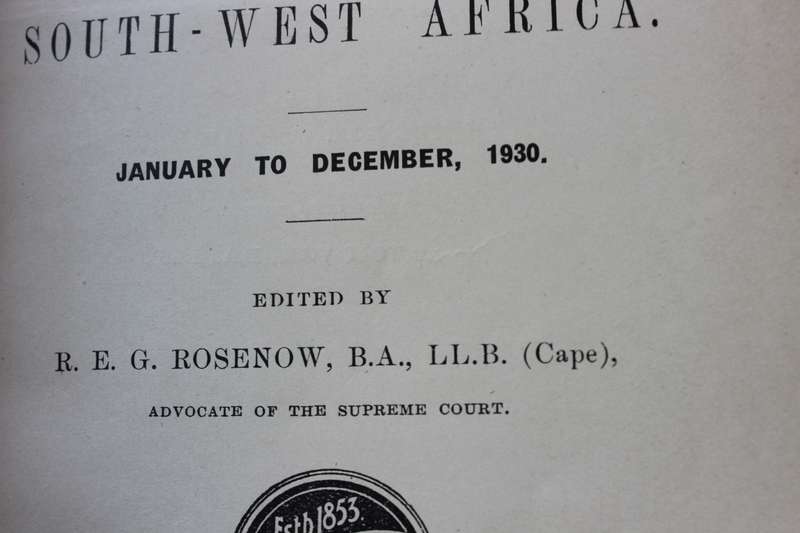 SOUTH-WEST AFRICA.
JANUARY TO DECEMBER, 1930.
EDITED BY
R. E. G. ROSENOW, B.A., LL.B. (Cape),
ADVOCATE OF THE SUPREME COURT.
Estb 1853.